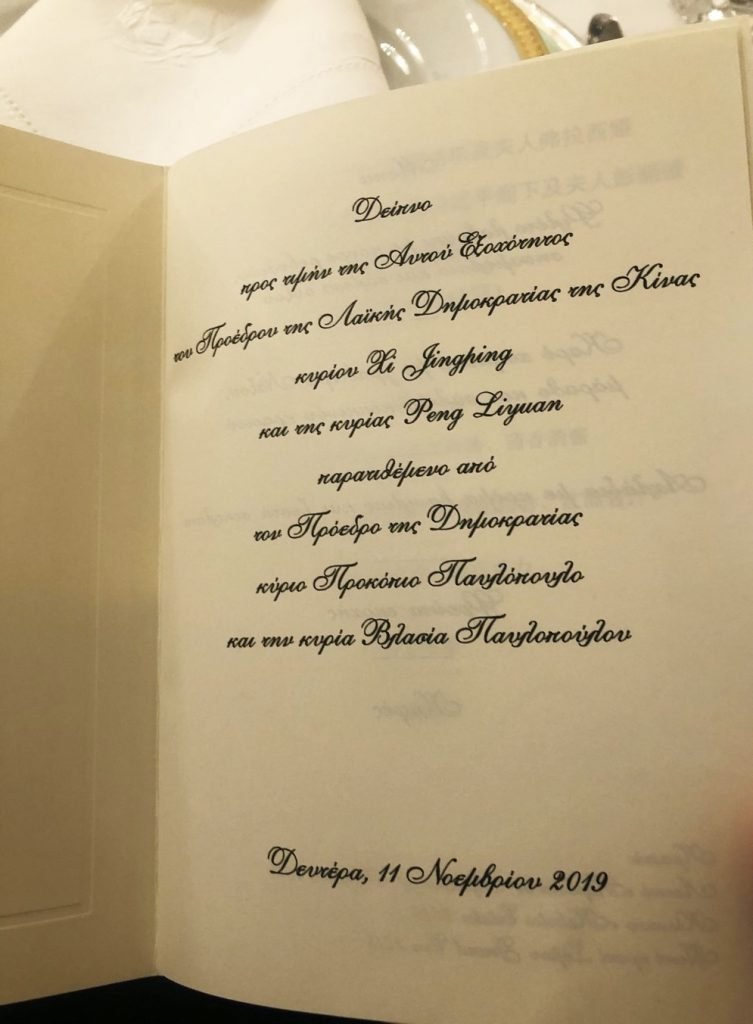 Δείπνο
προς τιμήν της Αυτού Εξοχότητος
του Προέδρου της Λαϊκής Δημοκρατίας της Κίνας
κυρίου Xi Jingping
και της κυρίας Peng Liyuan
παρατιθέμενο από
τον Πρόεδρο της Δημοκρατίας
κύριο Προκόπιο Παυλόπουλο
και την κυρία Βλασία Παυλοπούλου
Δευτέρα, 11 Νοεμβρίου 2019